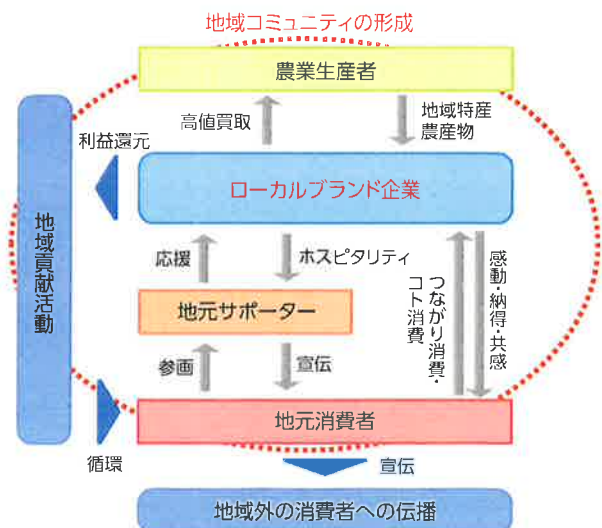 地域コミュニティの形成
農業生産者
高値買取
地域特産
農産物
利益還元
ローカルブランド企業
地域貢献活動
応援
ホスピタリティ
つながり消費・
コト消費
感動・納得・共感
地元サポーター
参画
宣伝
地元消費者
循環
宣伝
地域外の消費者への伝播